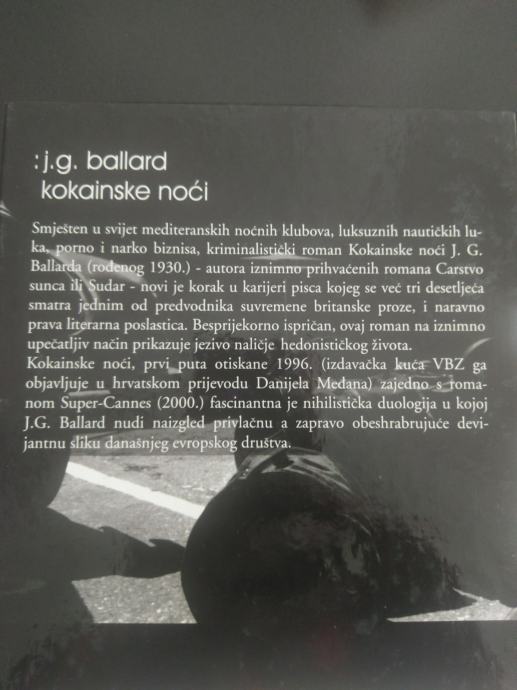 :j.g. ballard
kokainske noći
Smješten u svijet mediteranskih noćnih klubova, luksuznih nautičkih lu-
ka, porno i narko biznisa, kriminalistički roman Kokainske noći J. G.
Ballarda (rođenog 1930.) - autora iznimno prihvaćenih romana Carstvo
sunca ili Sudar - novi je korak u karijeri pisca kojeg se već tri desetljeća
smatra jednim od predvodnika suvremene britanske proze, i naravno
prava literarna poslastica. Besprijekorno ispričan, ovaj roman na iznimno
upečatljiv način prikazuje jezivo naličje hedonističkog života.
Kokainske noći, prvi puta otiskane 1996. (izdavačka kuća VBZ ga
objavljuje u hrvatskom prijevodu Danijela Međana) zajedno s roma-
nom Super-Cannes (2000.) fascinantna je nihilistička duologija u kojoj
J.G. Ballard nudi naizgled privlačnu a zapravo obeshrabrujuće devi-
jantnu sliku današnjeg evropskog društva.